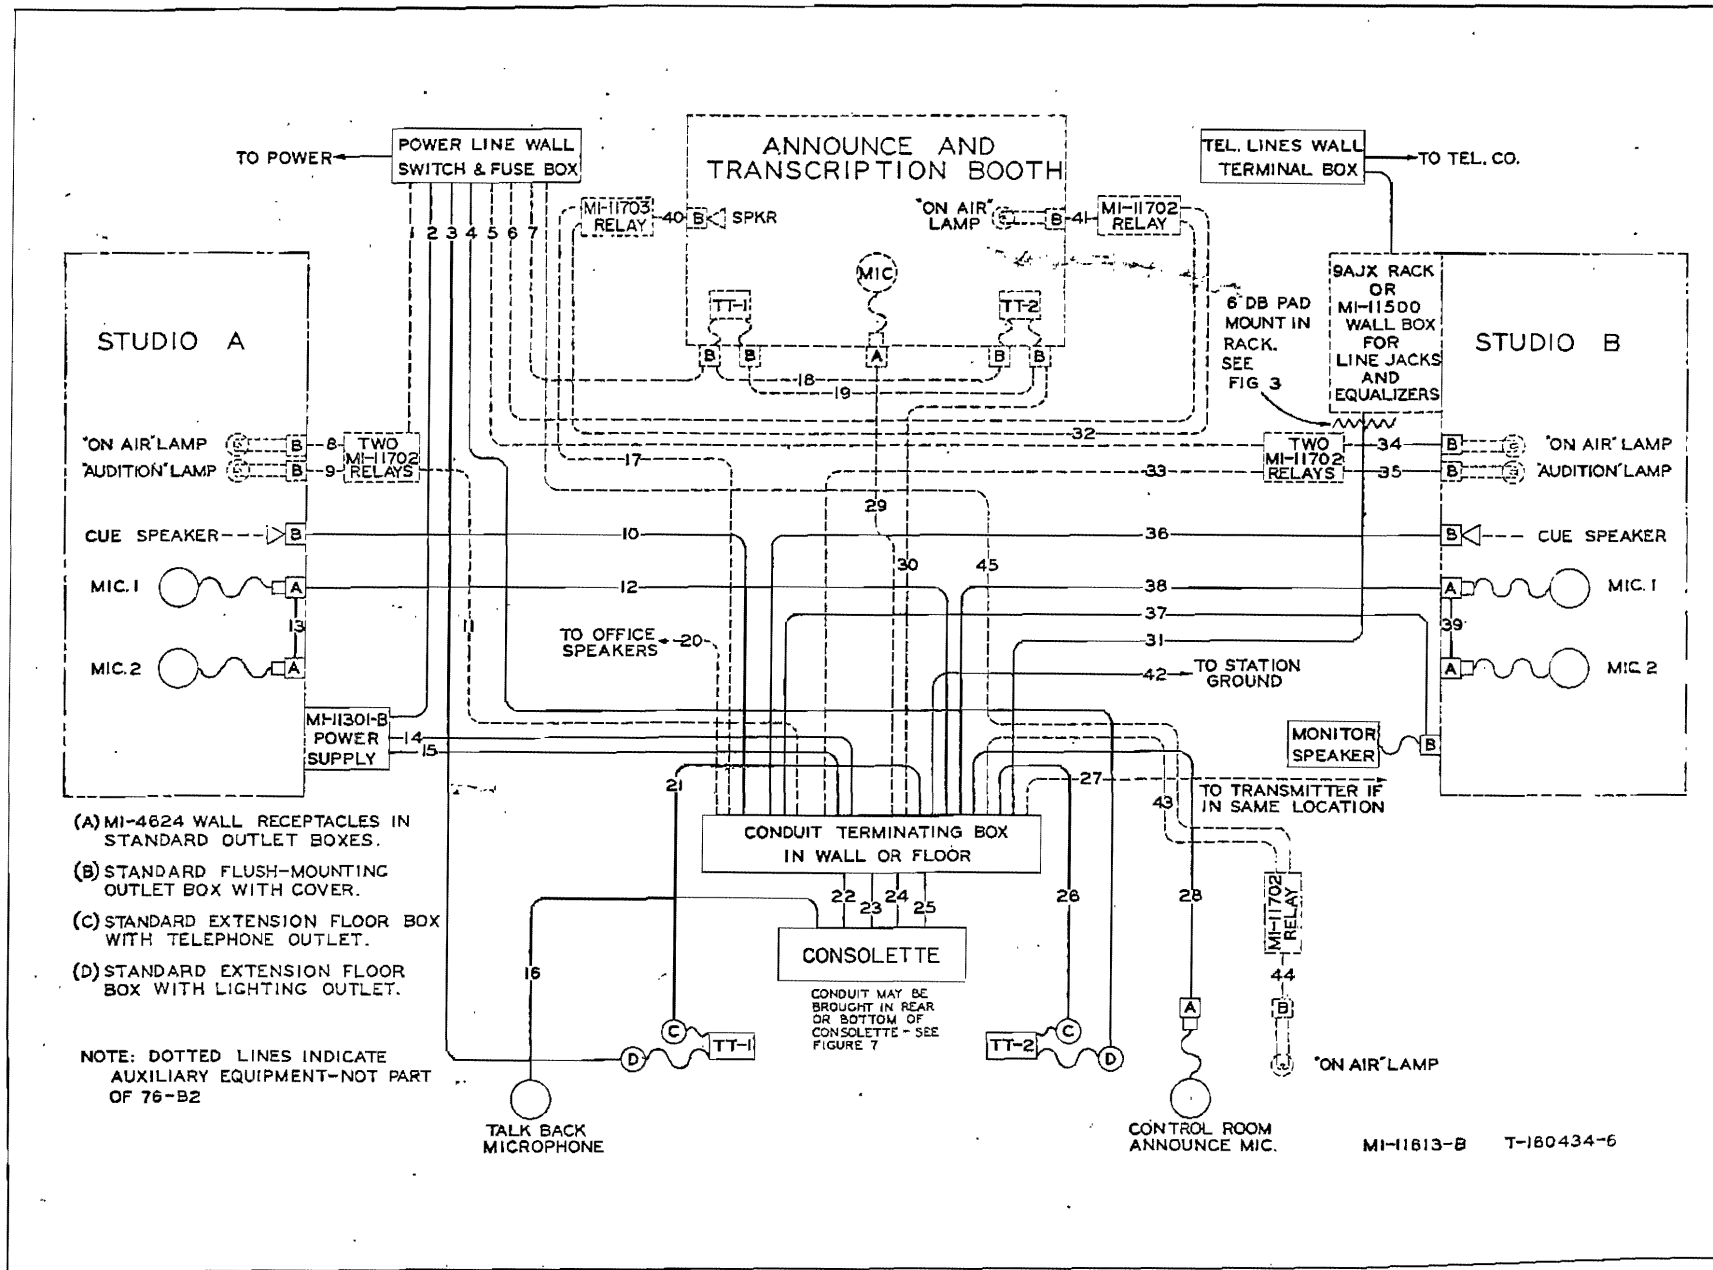 POWER LINE WALL
SWITCH & FUSE BOX
TO POWER
ANNOUNCE AND
TRANSCRIPTION BOOTH
TEL. LINES WALL
TERMINAL BOX
TO TEL. CO.
MI-11703
RELAY
40
B
SPKR
"ON AIR"
LAMP
B
41
MI-11702
RELAY
1
2
3
4
5
6
7
MIC
TT-1
TT-2
B
B
A
B
B
18
19
6 DB PAD
MOUNT IN
RACK.
SEE
FIG 3
9AJX RACK
OR
MI-11500
WALL BOX
FOR
LINE JACKS
AND
EQUALIZERS
STUDIO A
STUDIO B
"ON AIR" LAMP
B
8
"AUDITION" LAMP
B
9
TWO
MI-11702
RELAYS
32
17
33
TWO
MI-11702
RELAYS
34
B
"ON AIR" LAMP
35
B
"AUDITION" LAMP
29
CUE SPEAKER
B
10
36
B
CUE SPEAKER
30
45
MIC. 1
A
12
38
A
MIC. 1
37
13
11
39
TO OFFICE
SPEAKERS
20
31
MIC. 2
A
42
TO STATION
GROUND
A
MIC. 2
MI-11301-B
POWER
SUPPLY
14
15
MONITOR
SPEAKER
B
21
27
TO TRANSMITTER IF
IN SAME LOCATION
43
(A) MI-4624 WALL RECEPTACLES IN
STANDARD OUTLET BOXES.
(B) STANDARD FLUSH-MOUNTING
OUTLET BOX WITH COVER.
(C) STANDARD EXTENSION FLOOR BOX
WITH TELEPHONE OUTLET.
(D) STANDARD EXTENSION FLOOR
BOX WITH LIGHTING OUTLET.
NOTE: DOTTED LINES INDICATE
AUXILIARY EQUIPMENT-NOT PART
OF 76-B2
CONDUIT TERMINATING BOX
IN WALL OR FLOOR
22
23
24
25
26
28
MI-11702
RELAY
CONSOLETTE
CONDUIT MAY BE
BROUGHT IN REAR
OR BOTTOM OF
CONSOLETTE - SEE
FIGURE 7
16
44
A
B
C
TT-1
D
TT-2
C
D
"ON AIR" LAMP
TALK BACK
MICROPHONE
CONTROL ROOM
ANNOUNCE MIC.
MI-11613-B
T-160434-6